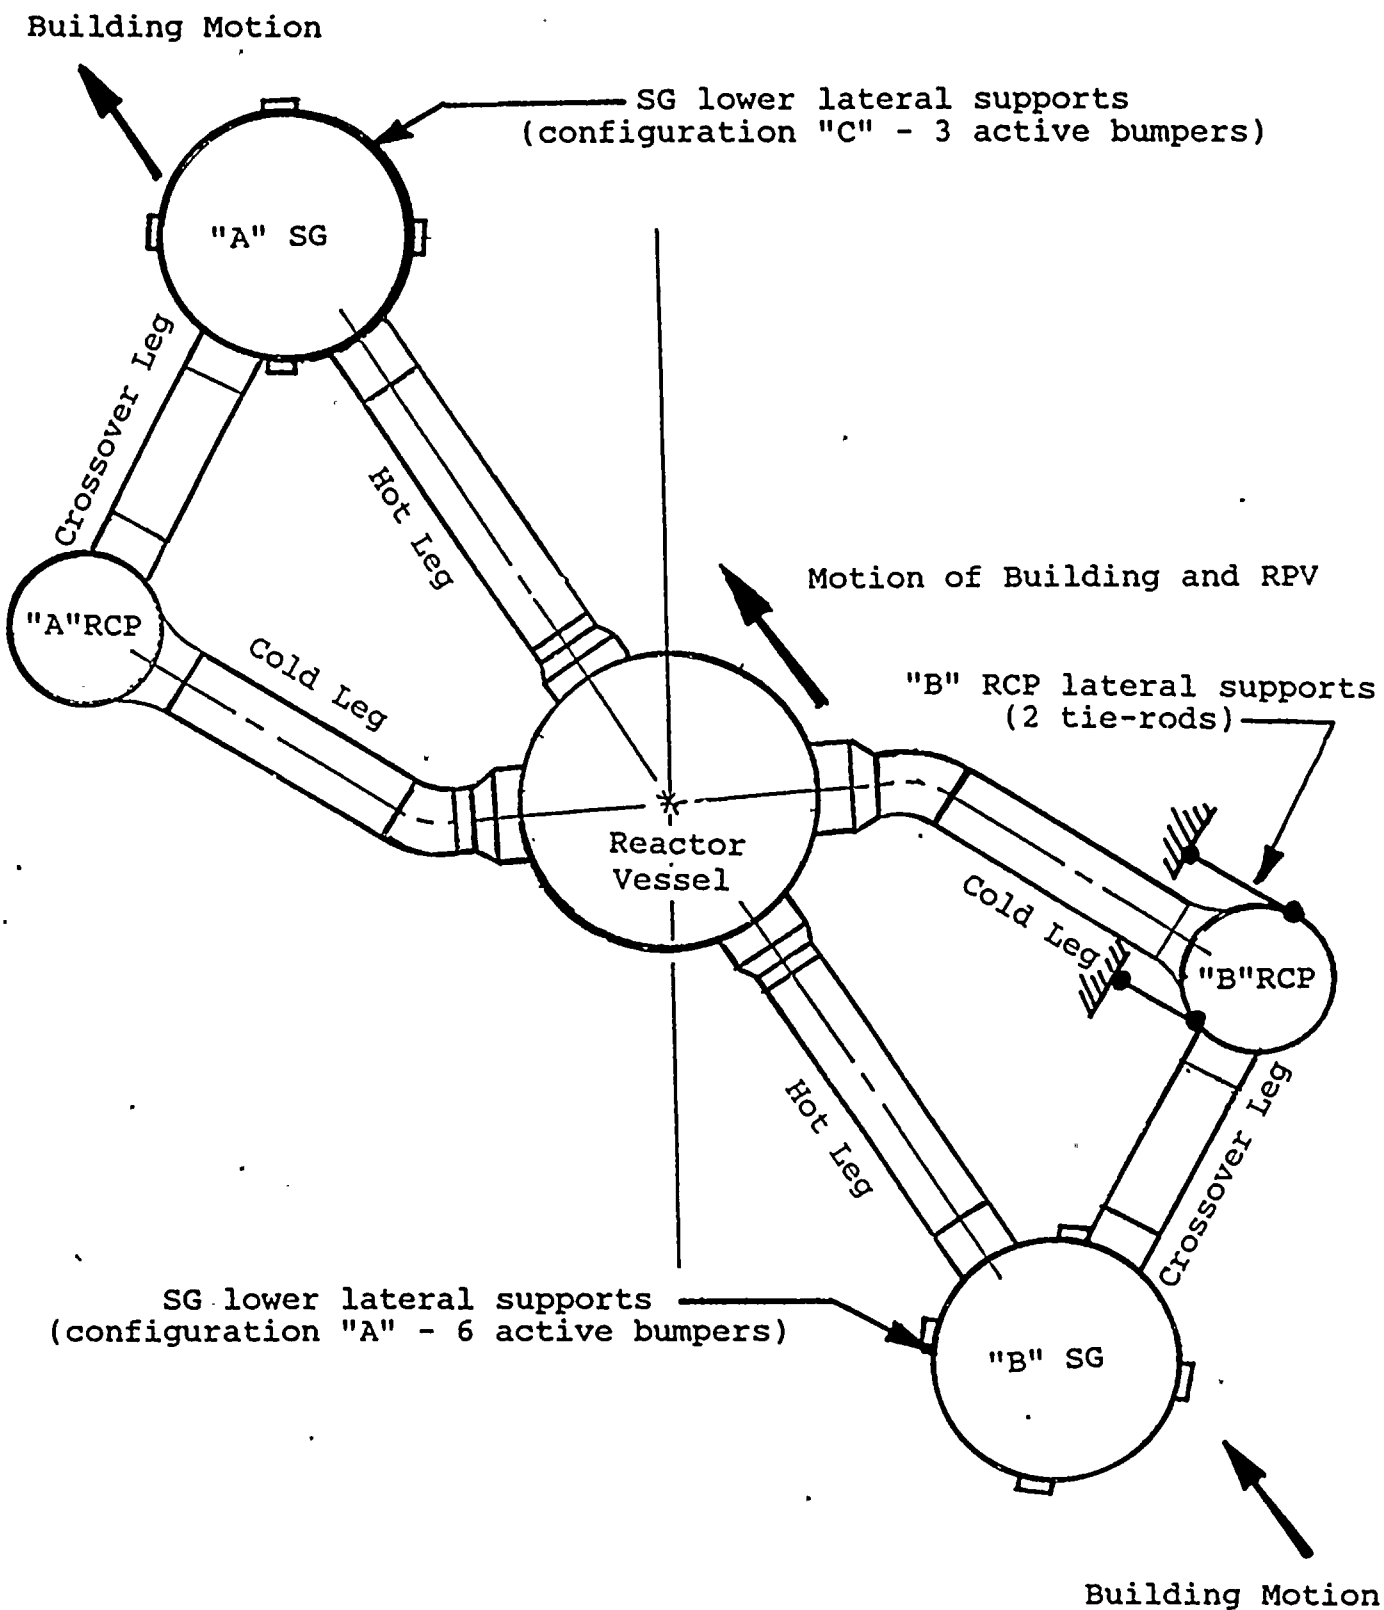 Building Motion
SG lower lateral supports
(configuration "C" - 3 active bumpers)
"A" SG
Crossover Leg
Hot Leg
Motion of Building and RPV
"A"RCP
Cold Leg
"B" RCP lateral supports
(2 tie-rods)
Reactor
Vessel
Cold Leg
"B"RCP
Hot Leg
Crossover Leg
SG lower lateral supports
(configuration "A" - 6 active bumpers)
"B" SG
Building Motion